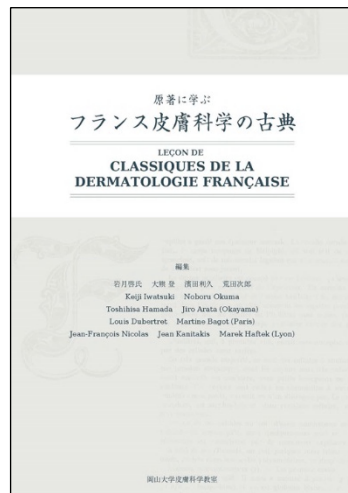 原著に学ぶ
フランス皮膚科学の古典
LEÇON DE
CLASSIQUES DE LA
DERMATOLOGIE FRANÇAISE
編集
岩月啓氏 大熊 登 濱田利久 荒田次郎
Keiji Iwatsuki Noboru Okuma
Toshihisa Hamada Jiro Arata (Okayama)
Louis Dubertret Martine Bagot (Paris)
Jean-François Nicolas Jean Kanitakis Marek Haftek (Lyon)
岡山大学皮膚科学教室